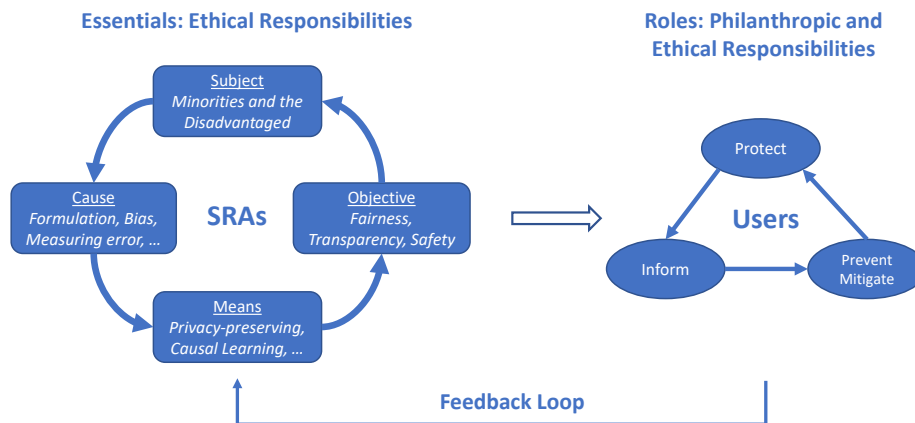 Essentials: Ethical Responsibilities
Roles: Philanthropic and
Ethical Responsibilities
Subject
Minorities and the
Disadvantaged
Cause
Formulation, Bias,
Measuring error, ...
SRAs
Objective
Fairness,
Transparency, Safety
Means
Privacy-preserving,
Causal Learning, ...
Protect
Users
Inform
Prevent
Mitigate
Feedback Loop